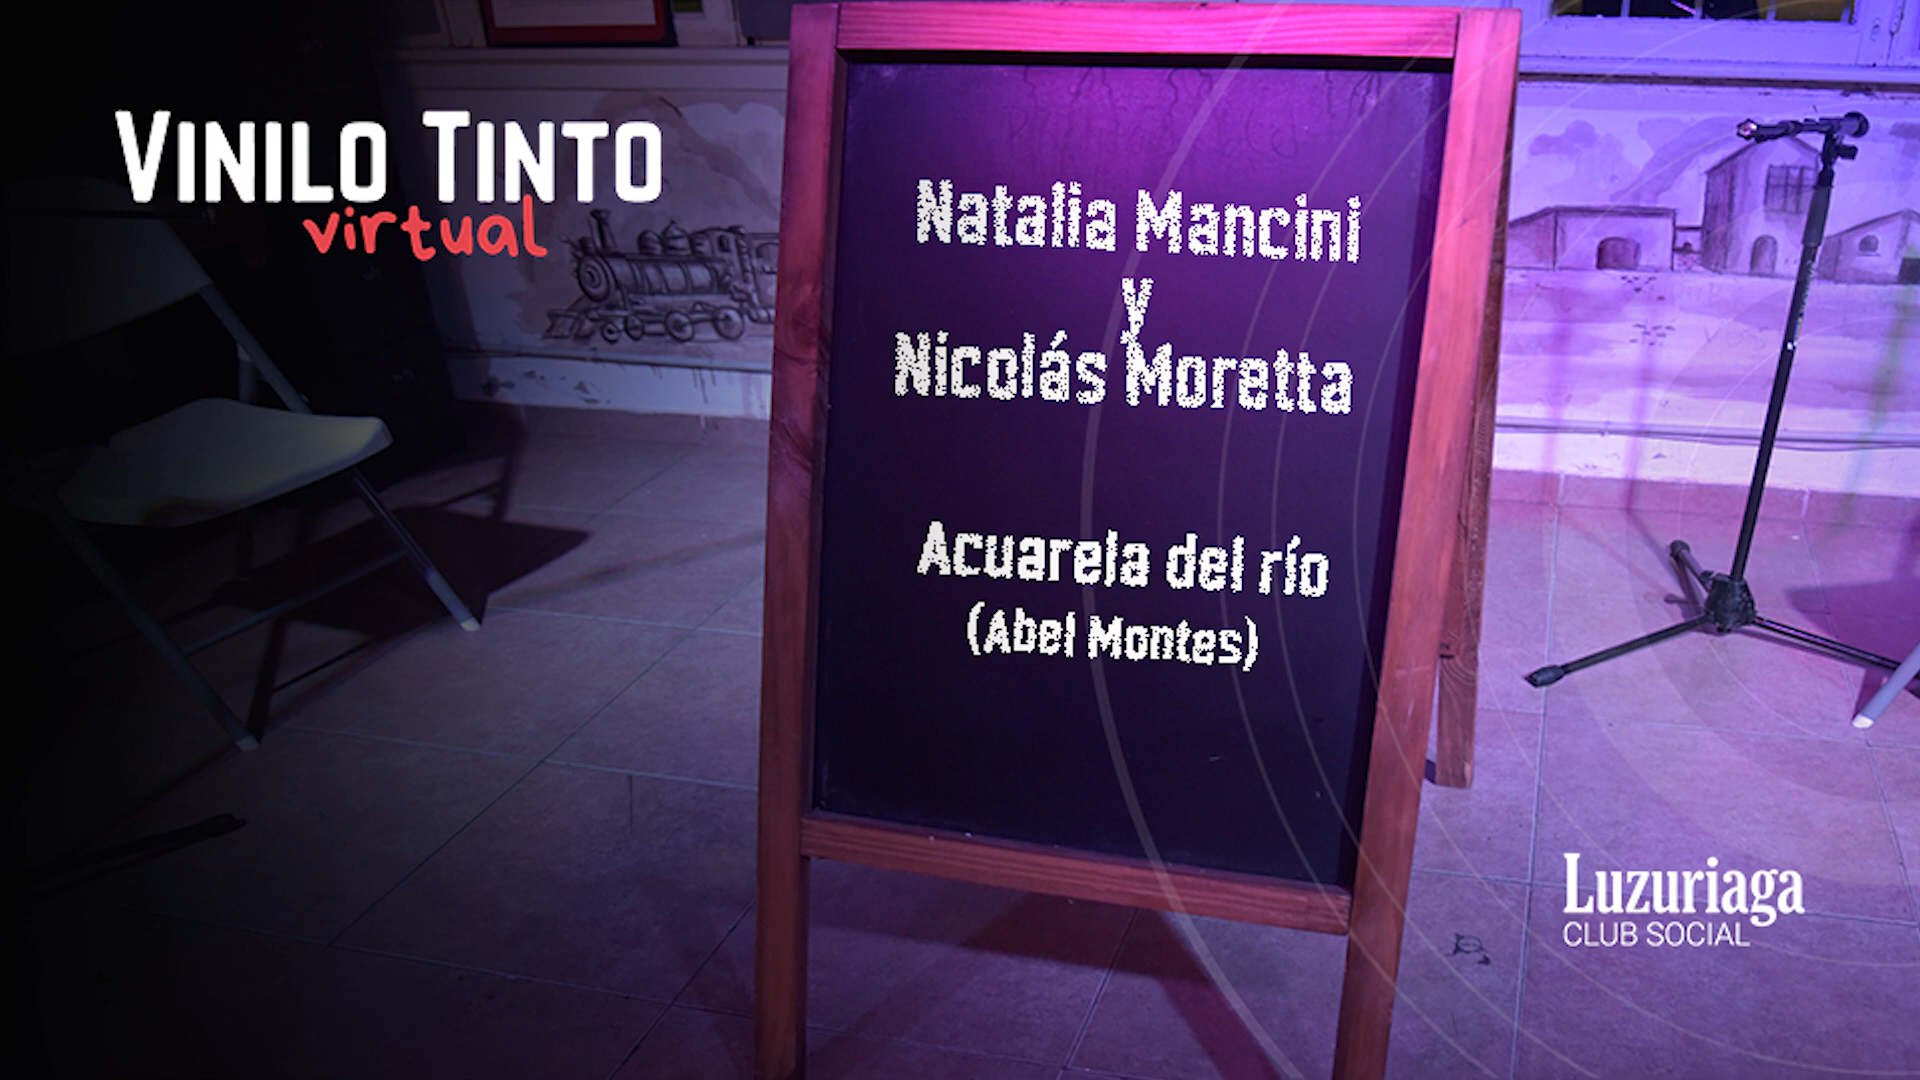 VINILO TINTO
virtual
Natalia Mancini
y
Nicolás Moretta
Acuarela del río
(Abel Montes)
Luzuriaga
CLUB SOCIAL